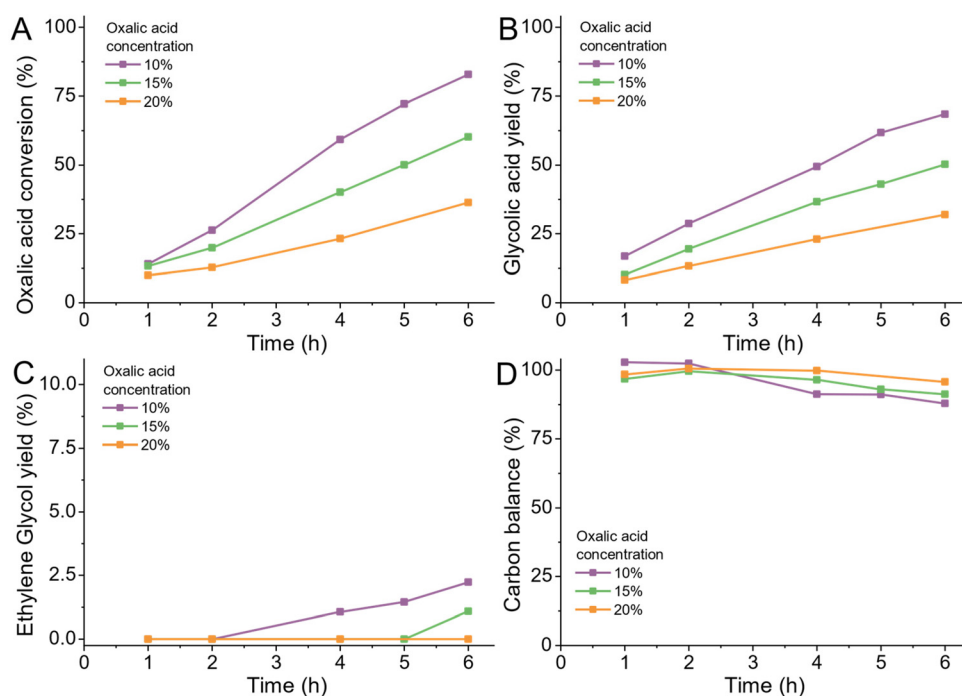 A
Oxalic acid conversion (%)
100
75
50
25
0
Oxalic acid
concentration
10%
15%
20%
0 1 2 4 5 6
Time (h)
B
Glycolic acid yield (%)
100
75
50
25
0
Oxalic acid
concentration
10%
15%
20%
0 1 2 4 5 6
Time (h)
C
Ethylene Glycol yield (%)
10.0
7.5
5.0
2.5
0.0
Oxalic acid
concentration
10%
15%
20%
0 1 2 4 5 6
Time (h)
D
Carbon balance (%)
100
75
50
25
0
Oxalic acid
concentration
10%
15%
20%
0 1 2 4 5 6
Time (h)